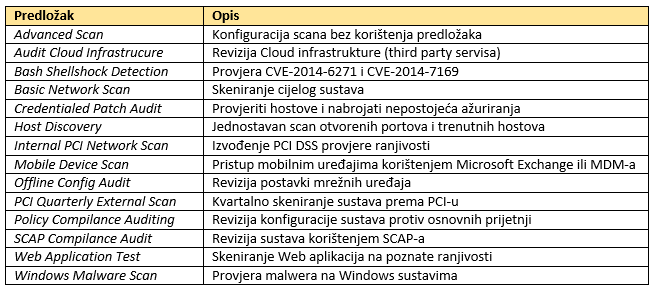 Predložak Opis
Advanced Scan Konfiguracija scana bez korištenja predložaka
Audit Cloud Infrastrucure Revizija Cloud infrastrukture (third party servisa)
Bash Shellshock Detection Provjera CVE-2014-6271 i CVE-2014-7169
Basic Network Scan Skeniranje cijelog sustava
Credentialed Patch Audit Provjeriti hostove i nabrojati nepostojeća ažuriranja
Host Discovery Jednostavan scan otvorenih portova i trenutnih hostova
Internal PCI Network Scan Izvođenje PCI DSS provjere ranjivosti
Mobile Device Scan Pristup mobilnim uređajima korištenjem Microsoft Exchange ili MDM-a
Offline Config Audit Revizija postavki mrežnih uređaja
PCI Quarterly External Scan Kvartalno skeniranje sustava prema PCI-u
Policy Compilance Auditing Revizija konfiguracije sustava protiv osnovnih prijetnji
SCAP Compilance Audit Revizija sustava korištenjem SCAP-a
Web Application Test Skeniranje Web aplikacija na poznate ranjivosti
Windows Malware Scan Provjera malwera na Windows sustavima